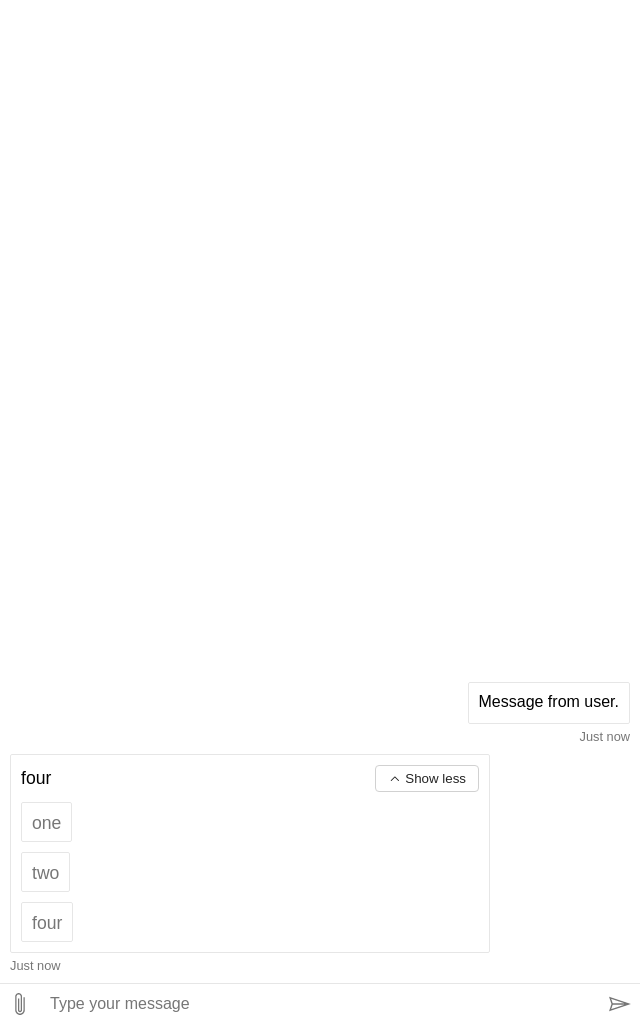 Message from user.
Just now
four
Show less
one
two
four
Just now
Type your message